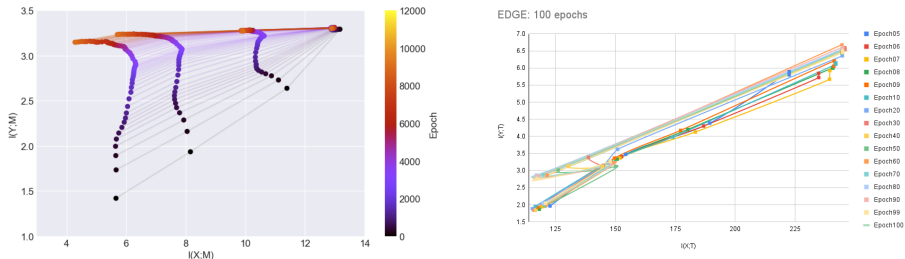 EDGE: 100 epochs
3.5
3.0
2.5
2.0
1.5
1.0
I(Y;M)
4
6
8
10
12
14
I(X;M)
12000
10000
8000
6000
4000
2000
0
Epoch
7.0
6.5
6.0
5.5
5.0
4.5
4.0
3.5
3.0
2.5
2.0
1.5
I(Y;T)
125
150
175
200
225
I(X;T)
Epoch05
Epoch06
Epoch07
Epoch08
Epoch09
Epoch10
Epoch20
Epoch30
Epoch40
Epoch50
Epoch60
Epoch70
Epoch80
Epoch90
Epoch99
Epoch100